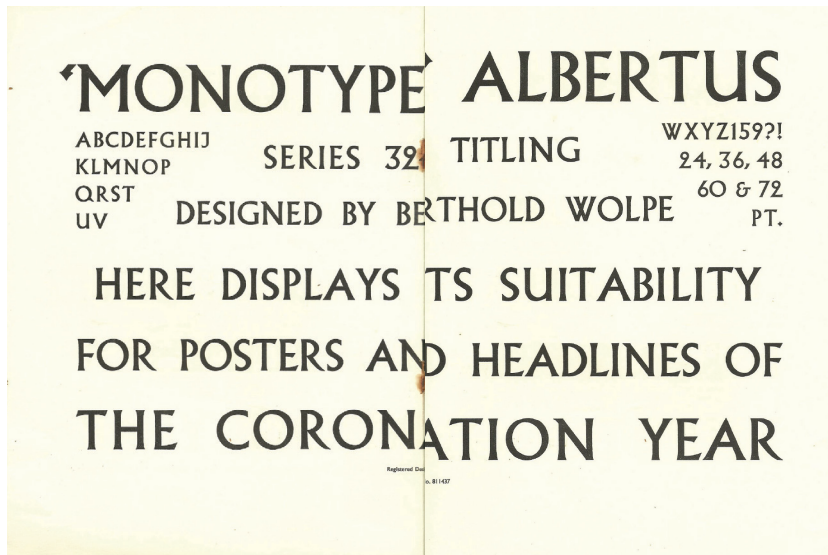 'MONOTYPE' ALBERTUS
ABCDEFGHIJ
KLMNOP
QRST
UV
SERIES 32 TITLING
WXYZ159?!
24, 36, 48
60 & 72
PT.
DESIGNED BY BERTHOLD WOLPE
HERE DISPLAYS TS SUITABILITY
FOR POSTERS AND HEADLINES OF
THE CORONATION YEAR
Registered
o. 811437